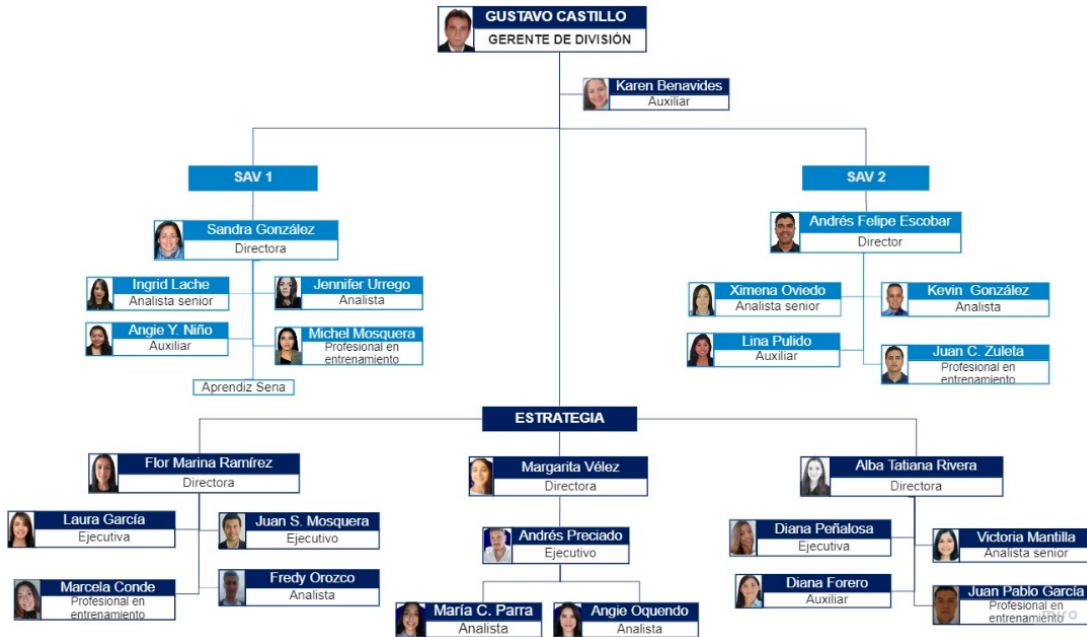 GUSTAVO CASTILLO
GERENTE DE DIVISIÓN
Karen Benavides
Auxiliar
SAV 1
Sandra González
Directora
Ingrid Lache
Analista senior
Jennifer Urrego
Analista
Angie Y. Niño
Auxiliar
Michel Mosquera
Profesional en
entrenamiento
Aprendiz Sena
SAV 2
Andrés Felipe Escobar
Director
Ximena Oviedo
Analista senior
Kevin González
Analista
Lina Pulido
Auxiliar
Juan C. Zuleta
Profesional en
entrenamiento
ESTRATEGIA
Flor Marina Ramírez
Directora
Laura García
Ejecutiva
Juan S. Mosquera
Ejecutivo
Marcela Conde
Profesional en
entrenamiento
Fredy Orozco
Analista
Margarita Vélez
Directora
Andrés Preciado
Ejecutivo
María C. Parra
Analista
Angie Oquendo
Analista
Alba Tatiana Rivera
Directora
Diana Peñalosa
Ejecutiva
Victoria Mantilla
Analista senior
Diana Forero
Auxiliar
Juan Pablo García
Profesional en
entrenamiento
miro